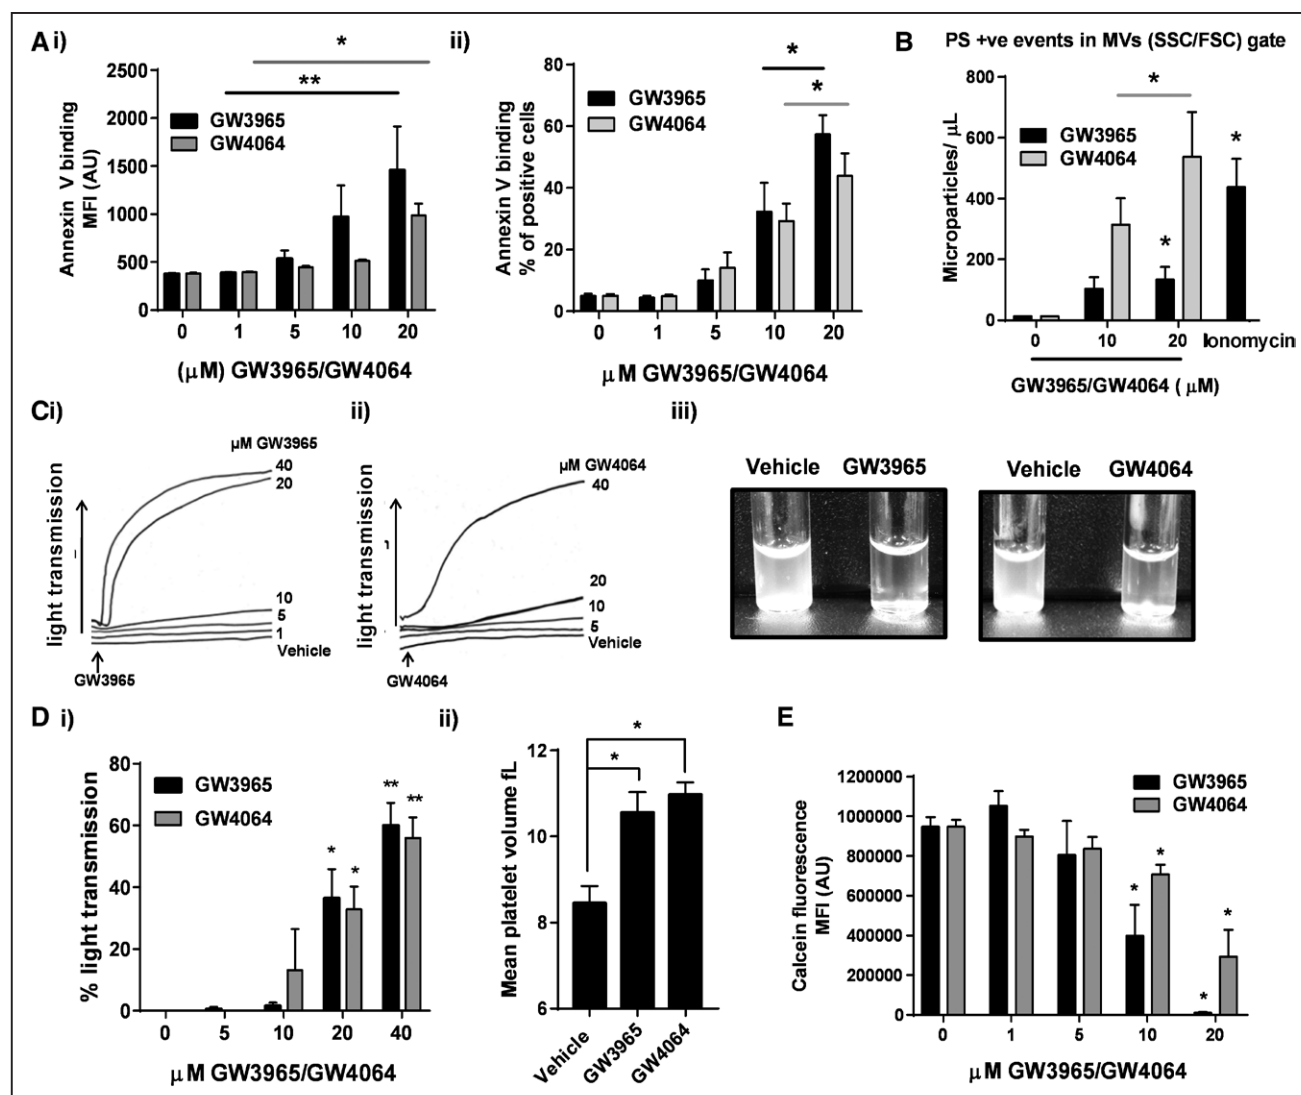 A i)
*
**
2500
2000
1500
1000
500
0
GW3965
GW4064
Annexin V binding
MFI (AU)
0 1 5 10 20
(μM) GW3965/GW4064
ii)
*
*
80
60
40
20
0
GW3965
GW4064
Annexin V binding
% of positive cells
0 1 5 10 20
μM GW3965/GW4064
B PS +ve events in MVs (SSC/FSC) gate
*
*
*
800
600
400
200
0
GW3965
GW4064
Microparticles/ μL
0 10 20 Ionomycin
GW3965/GW4064 ( μM)
Ci)
μM GW3965
40
20
10
5
1
Vehicle
light transmission
GW3965
ii)
μM GW4064
40
20
10
5
Vehicle
light transmission
GW4064
iii)
Vehicle GW3965
Vehicle GW4064
D i)
80
60
40
20
0
GW3965
GW4064
**
**
*
*
% light transmission
0 5 10 20 40
μM GW3965/GW4064
ii)
*
*
12
10
8
6
Mean platelet volume fL
Vehicle
GW3965
GW4064
E
1200000
1000000
800000
600000
400000
200000
0
GW3965
GW4064
*
*
*
*
Calcein fluorescence
MFI (AU)
0 1 5 10 20
μM GW3965/GW4064